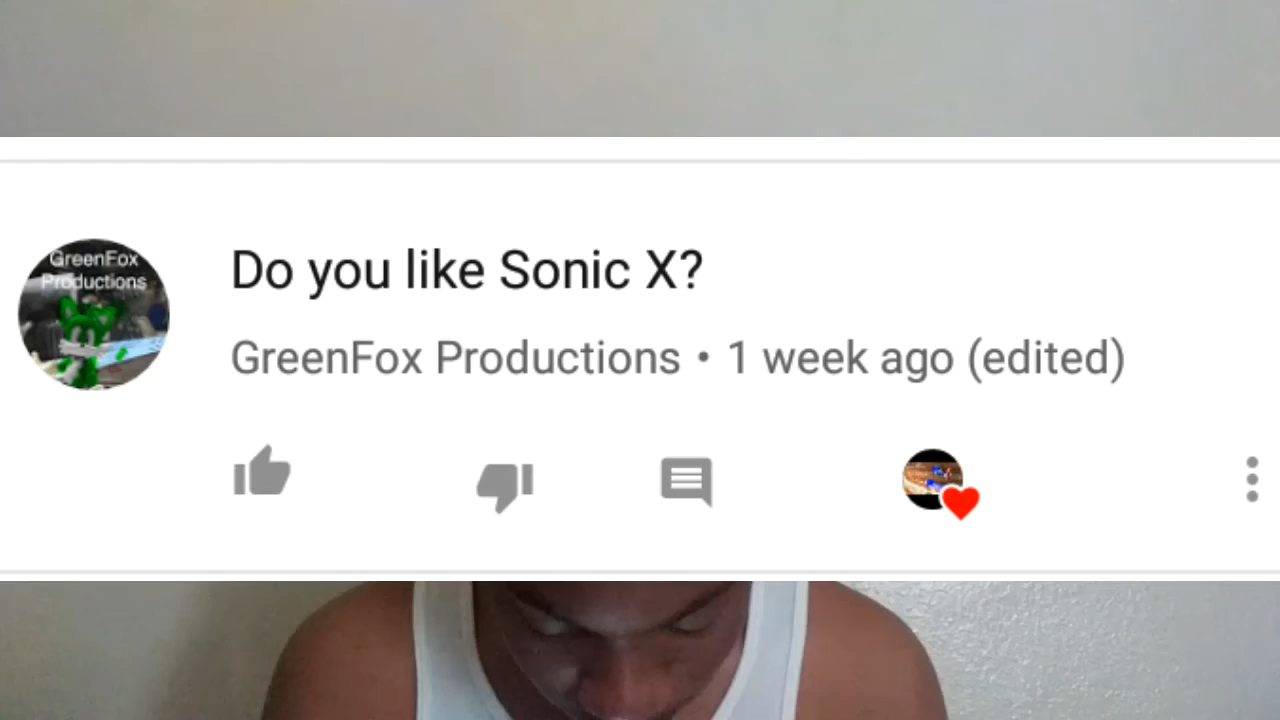 GreenFox
Productions
Do you like Sonic X?
GreenFox Productions • 1 week ago (edited)